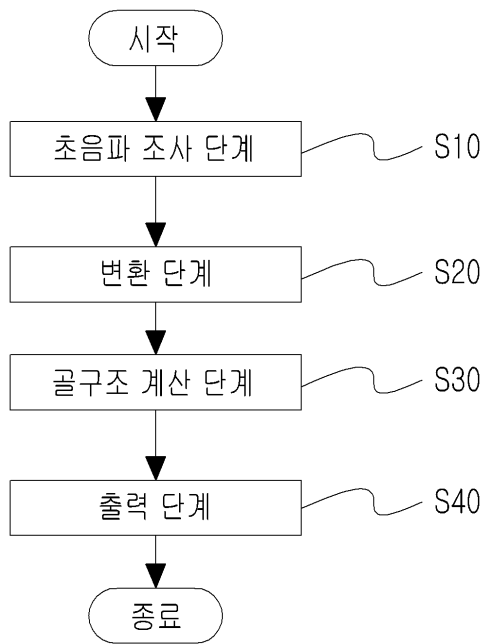 시작
초음파 조사 단계 S10
변환 단계 S20
골구조 계산 단계 S30
출력 단계 S40
종료